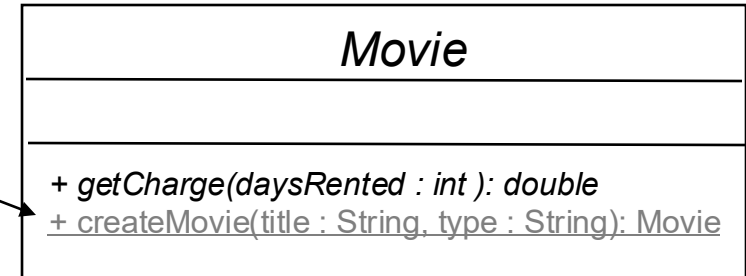 Movie
+ getCharge(daysRented : int ): double
+ createMovie(title : String, type : String): Movie